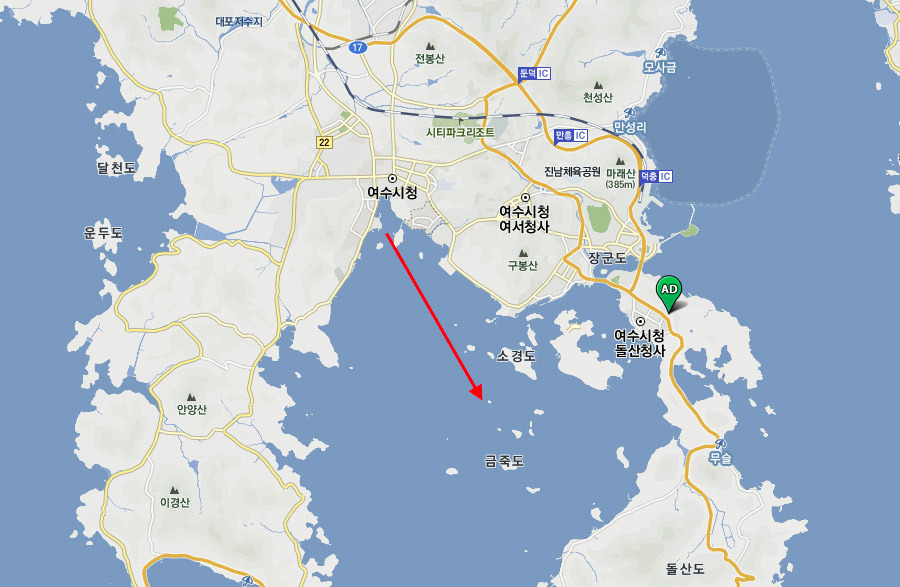 대포저수지
17
전봉산
둔덕 IC
모사금
천성산
만성리
시티파크리조트
만흥 IC
22
달천도
진남체육공원
마래산
(385m)
덕충 IC
여수시청
여수시청
여서청사
운두도
구봉산
장군도
AD
여수시청
돌산청사
소경도
안양산
금죽도
무슬
이경산
돌산도